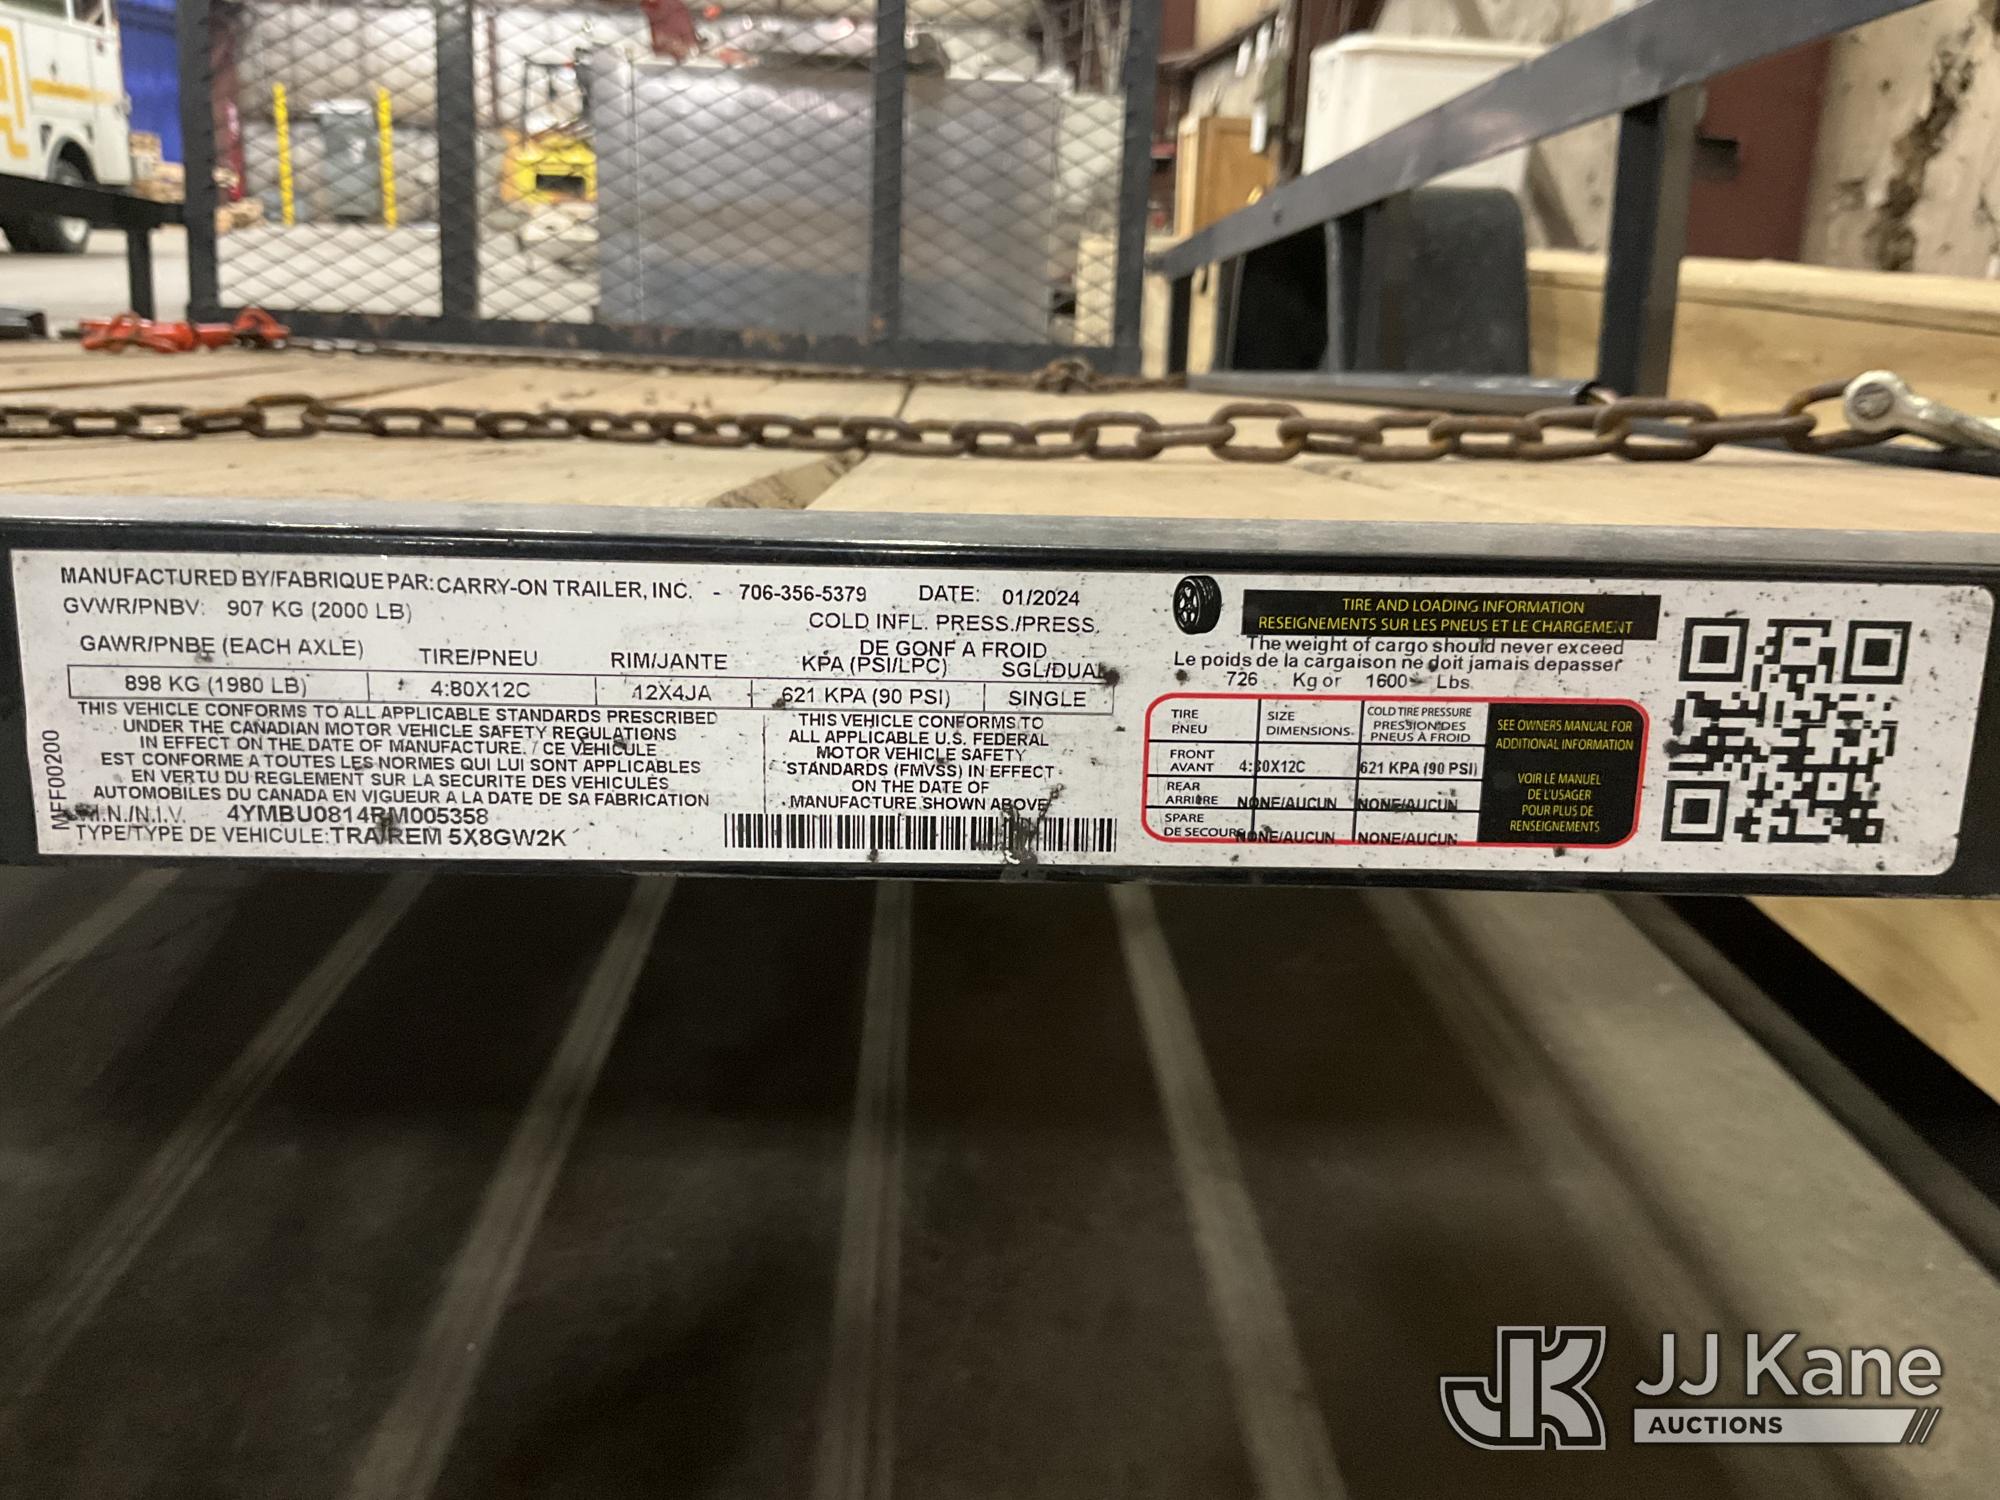 MANUFACTURED BY/FABRIQUE PAR: CARRY-ON TRAILER, INC. - 706-356-5379 DATE: 01/2024
GVWR/PNBV: 907 KG (2000 LB)
COLD INFL. PRESS./PRESS.
DE GONF A FROID
GAWR/PNBE (EACH AXLE) TIRE/PNEU RIM/JANTE KPA (PSI/LPC) SGL/DUAL
898 KG (1980 LB) 4:80X12C 12X4JA 621 KPA (90 PSI) SINGLE
THIS VEHICLE CONFORMS TO ALL APPLICABLE STANDARDS PRESCRIBED
UNDER THE CANADIAN MOTOR VEHICLE SAFETY REGULATIONS
IN EFFECT ON THE DATE OF MANUFACTURE. / CE VEHICULE
EST CONFORME A TOUTES LES NORMES QUI LUI SONT APPLICABLES
EN VERTU DU REGLEMENT SUR LA SECURITE DES VEHICULES
AUTOMOBILES DU CANADA EN VIGUEUR A LA DATE DE SA FABRICATION
V.I.N./N.I.V. 4YMBU0814RM005358
TYPE/TYPE DE VEHICULE: TRA/REM 5X8GW2K
MFF00200
THIS VEHICLE CONFORMS TO
ALL APPLICABLE U.S. FEDERAL
MOTOR VEHICLE SAFETY
STANDARDS (FMVSS) IN EFFECT
ON THE DATE OF
MANUFACTURE SHOWN ABOVE
TIRE AND LOADING INFORMATION
RESEIGNEMENTS SUR LES PNEUS ET LE CHARGEMENT
The weight of cargo should never exceed
Le poids de la cargaison ne doit jamais depasser
726 Kg or 1600 Lbs
TIRE SIZE COLD TIRE PRESSURE
PNEU DIMENSIONS PRESSION DES
PNEUS À FROID
FRONT
AVANT 4:80X12C 621 KPA (90 PSI)
REAR
ARRIÈRE NONE/AUCUN NONE/AUCUN
SPARE
DE SECOURS NONE/AUCUN NONE/AUCUN
SEE OWNERS MANUAL FOR
ADDITIONAL INFORMATION
VOIR LE MANUEL
DE L'USAGER
POUR PLUS DE
RENSEIGNEMENTS
JK JJ Kane
AUCTIONS